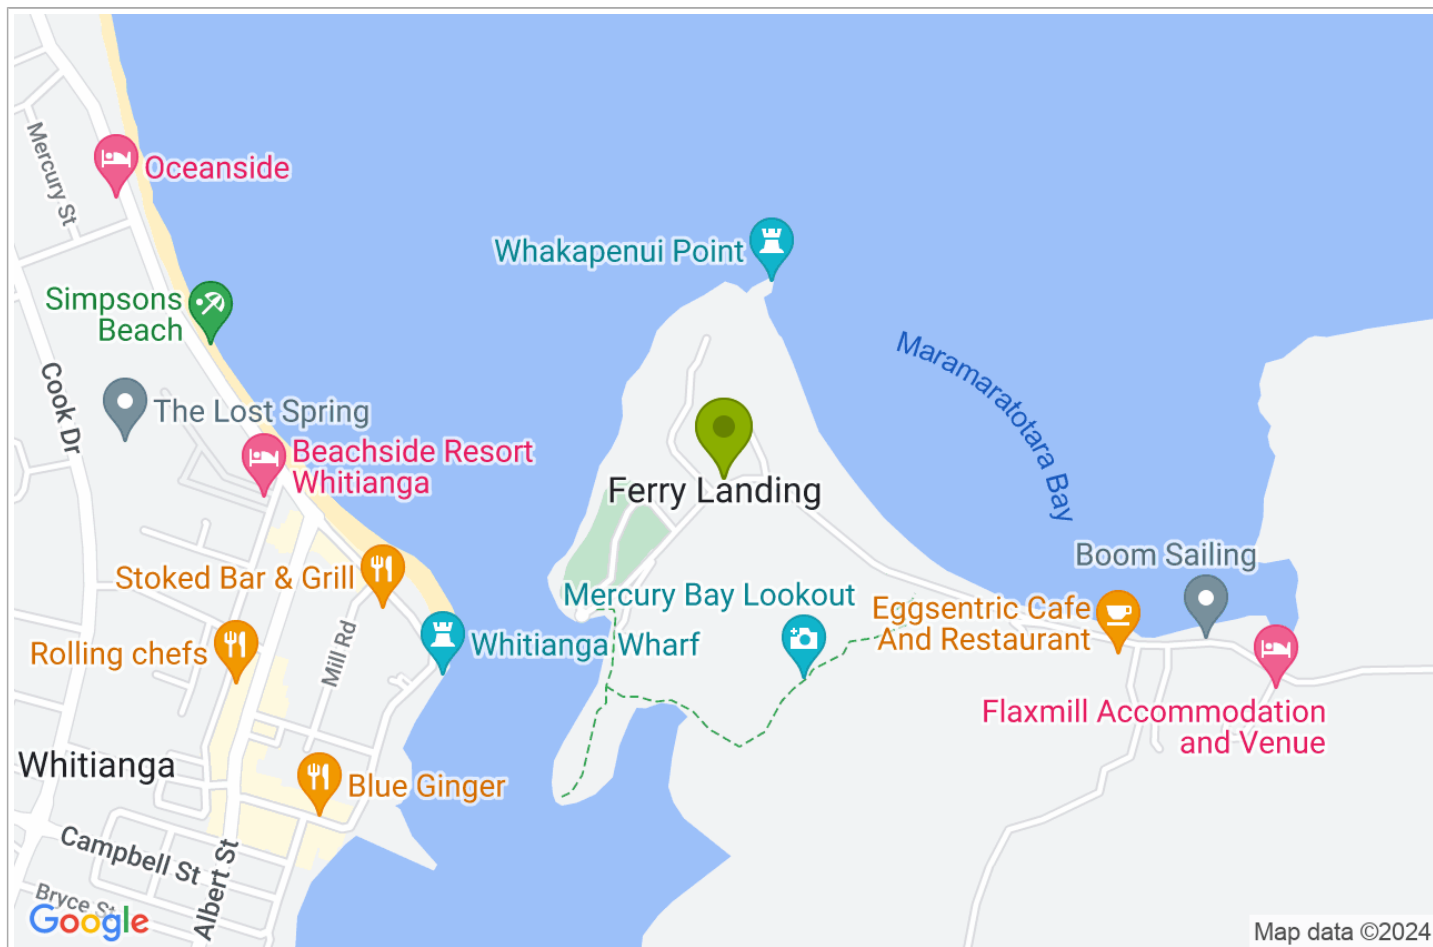 Mercury St
Oceanside
Whakapenui Point
Simpsons
Beach
Maramaratotara Bay
Cook Dr
The Lost Spring
Beachside Resort
Whitianga
Ferry Landing
Boom Sailing
Stoked Bar & Grill
Mercury Bay Lookout
Eggsentric Cafe
And Restaurant
Whitianga Wharf
Rolling chefs
Mill Rd
Flaxmill Accommodation
and Venue
Whitianga
Blue Ginger
Campbell St
Albert St
Bryce St
Google
Map data ©2024